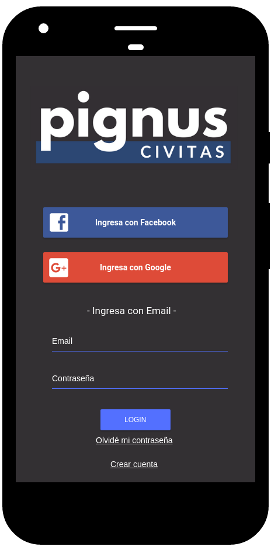 pignus
CIVITAS
Ingresa con Facebook
Ingresa con Google
- Ingresa con Email -
Email
Contraseña
LOGIN
Olvidé mi contraseña
Crear cuenta